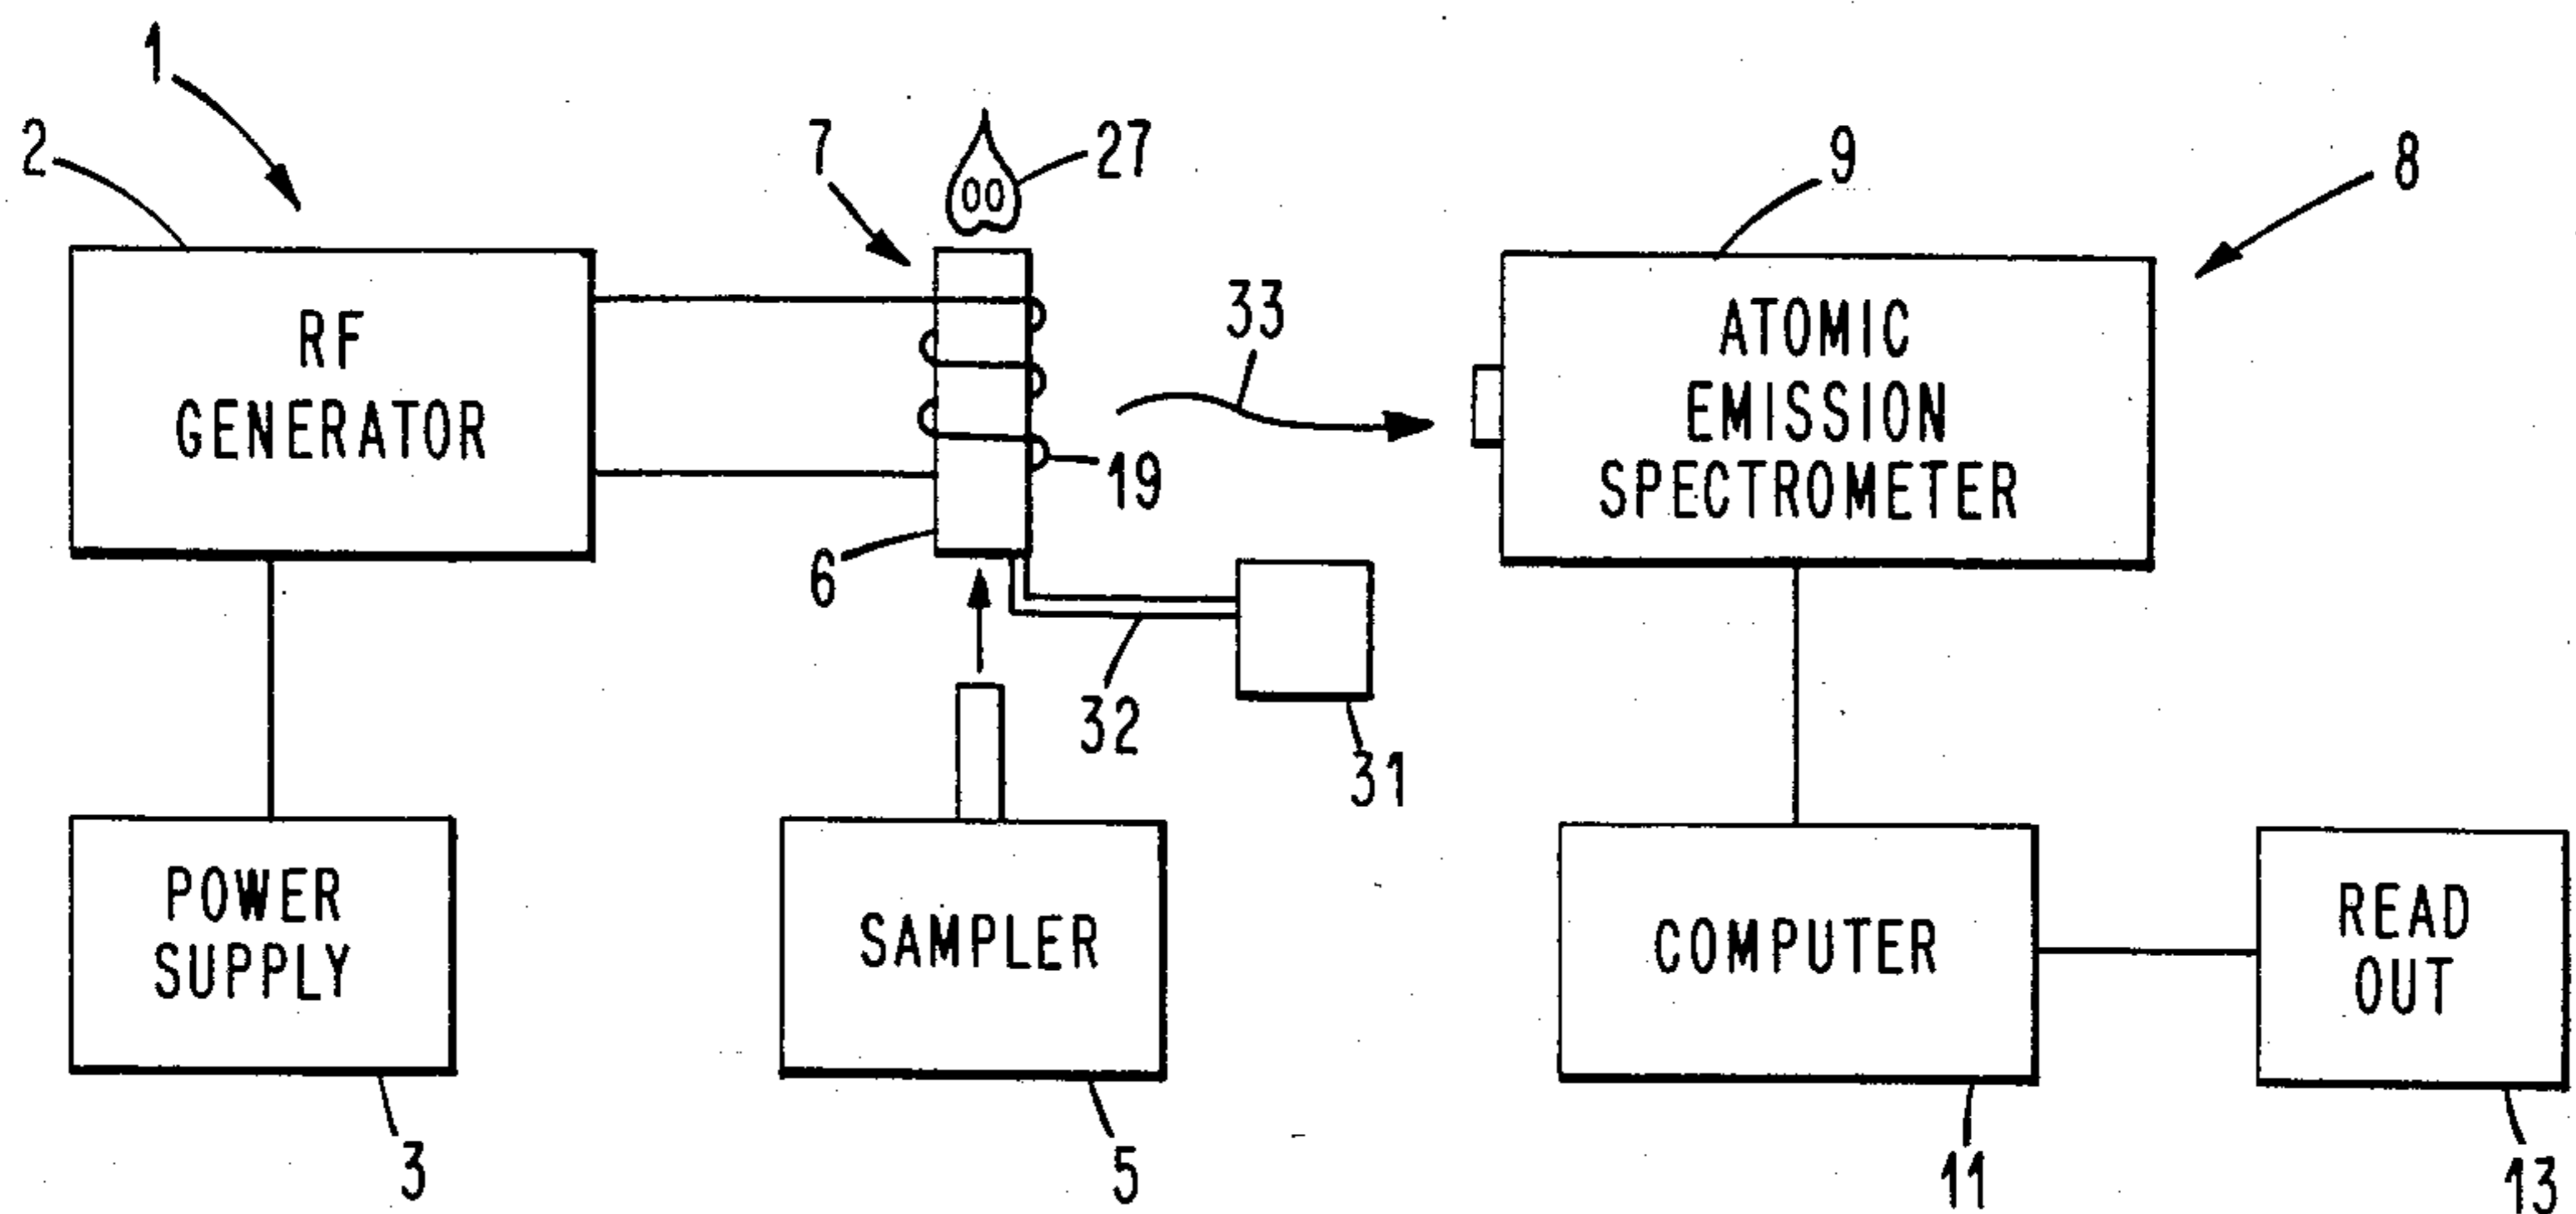 1
2
7
27
9
8
RF
GENERATOR
33
ATOMIC
EMISSION
SPECTROMETER
19
6
32
31
POWER
SUPPLY
SAMPLER
COMPUTER
READ
OUT
3
5
11
13